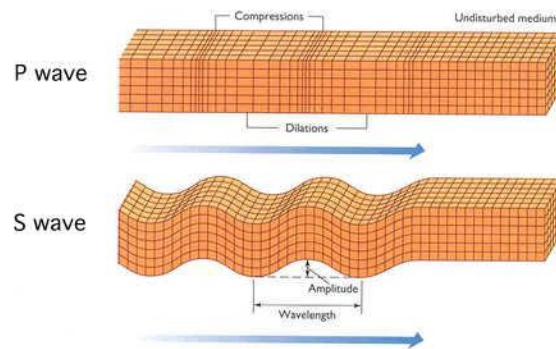 Compressions
Undisturbed medium
P wave
Dilations
S wave
Amplitude
Wavelength